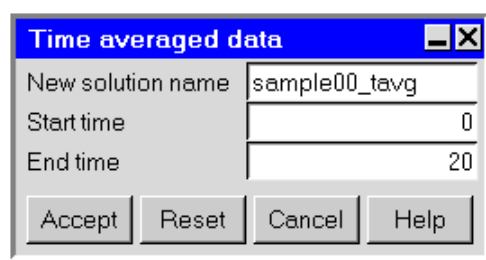 Time averaged data
New solution name sample00_tavg
Start time 0
End time 20
Accept Reset Cancel Help